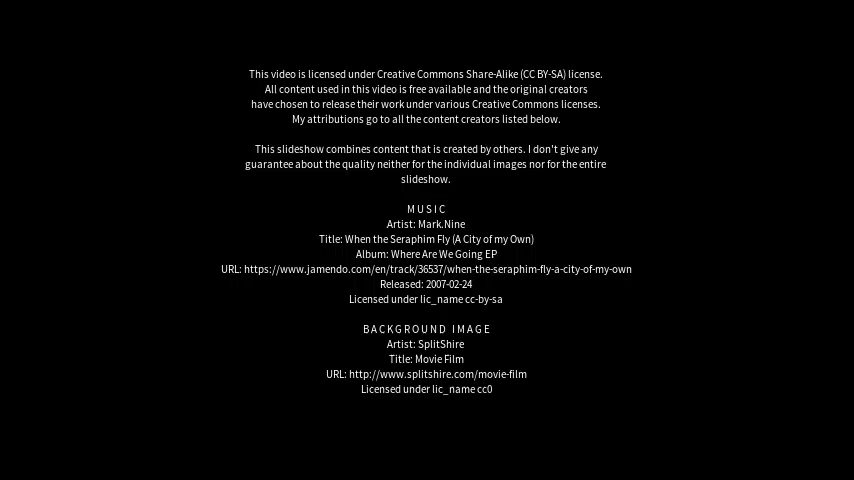 This video is licensed under Creative Commons Share-Alike (CC BY-SA) license.
All content used in this video is free available and the original creators
have chosen to release their work under various Creative Commons licenses.
My attributions go to all the content creators listed below.
This slideshow combines content that is created by others. I don't give any
guarantee about the quality neither for the individual images nor for the entire
slideshow.
MUSIC
Artist: Mark.Nine
Title: When the Seraphim Fly (A City of my Own)
Album: Where Are We Going EP
URL: https://www.jamendo.com/en/track/36537/when-the-seraphim-fly-a-city-of-my-own
Released: 2007-02-24
Licensed under lic_name cc-by-sa
BACKGROUND IMAGE
Artist: SplitShire
Title: Movie Film
URL: http://www.splitshire.com/movie-film
Licensed under lic_name cc0